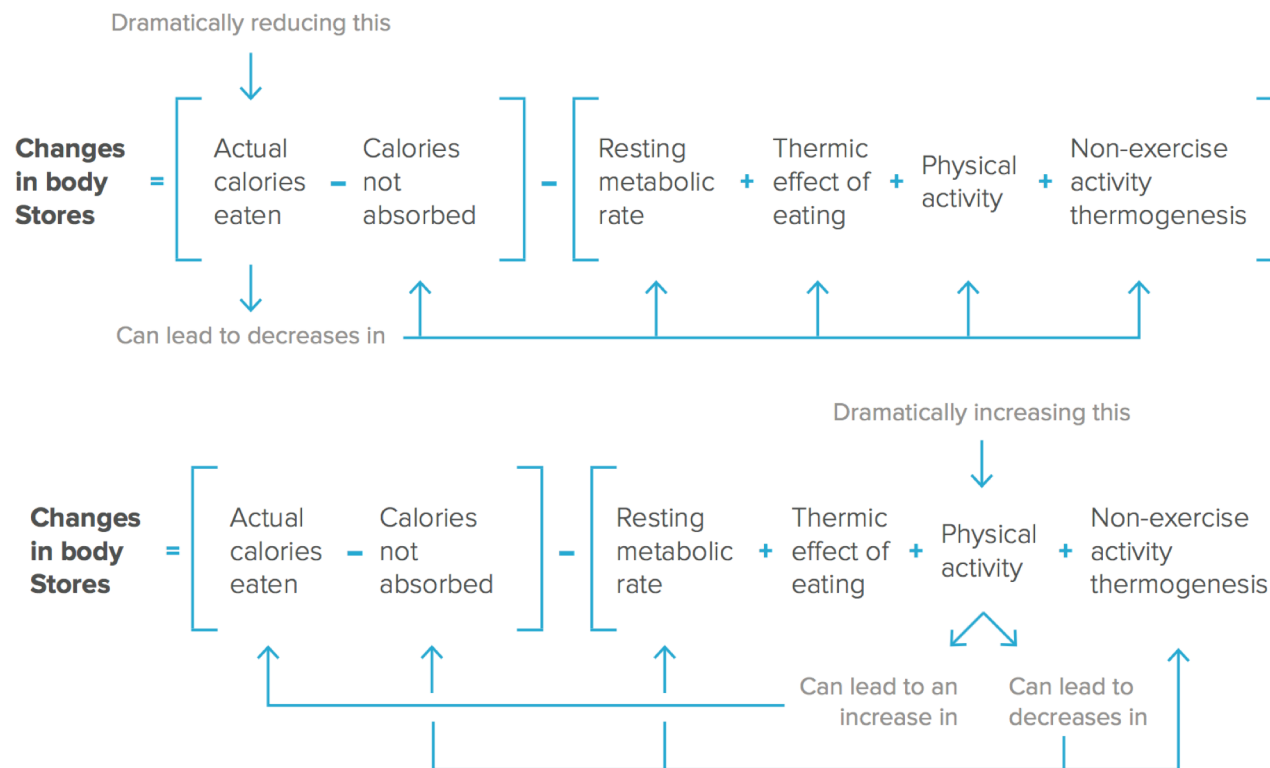 Dramatically reducing this
Changes
in body
Stores
=
Actual
calories
eaten
–
Calories
not
absorbed
–
Resting
metabolic
rate
+
Thermic
effect of
eating
+
Physical
activity
+
Non-exercise
activity
thermogenesis
Can lead to decreases in
Dramatically increasing this
Changes
in body
Stores
=
Actual
calories
eaten
–
Calories
not
absorbed
–
Resting
metabolic
rate
+
Thermic
effect of
eating
+
Physical
activity
+
Non-exercise
activity
thermogenesis
Can lead to an
increase in
Can lead to
decreases in